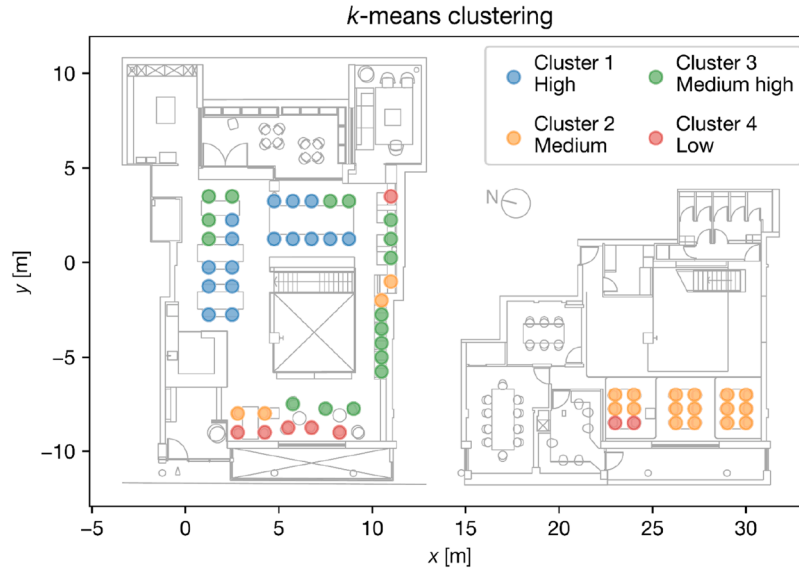 k-means clustering
Cluster 1
High
Cluster 3
Medium high
Cluster 2
Medium
Cluster 4
Low
N
10
5
0
−5
−10
y [m]
−5
0
5
10
15
20
25
30
x [m]